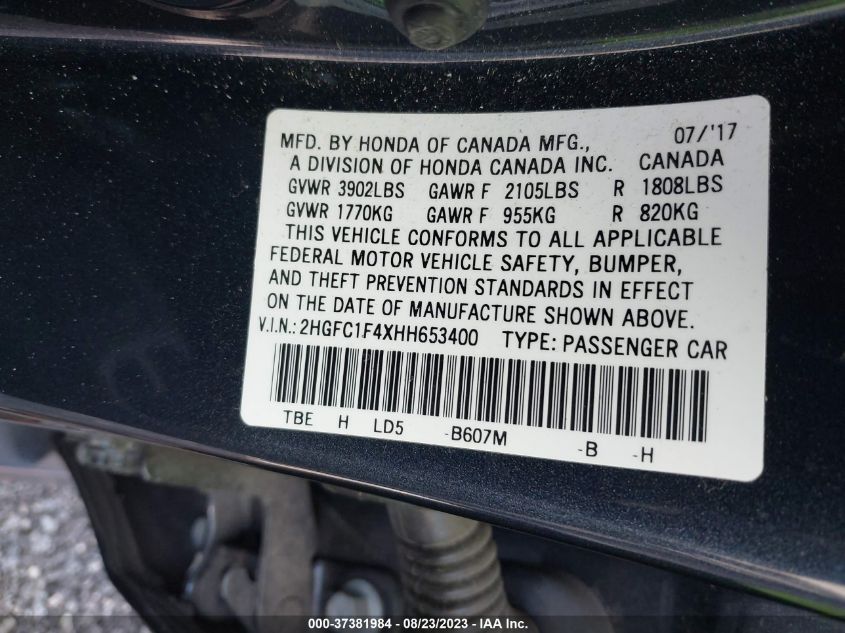 MFD. BY HONDA OF CANADA MFG., 07/'17
A DIVISION OF HONDA CANADA INC. CANADA
GVWR 3902LBS GAWR F 2105LBS R 1808LBS
GVWR 1770KG GAWR F 955KG R 820KG
THIS VEHICLE CONFORMS TO ALL APPLICABLE
FEDERAL MOTOR VEHICLE SAFETY, BUMPER,
AND THEFT PREVENTION STANDARDS IN EFFECT
ON THE DATE OF MANUFACTURE SHOWN ABOVE.
V.I.N.: 2HGFC1F4XHH653400 TYPE: PASSENGER CAR
TBE H LD5 -B607M -B -H
000-37381984 - 08/23/2023 - IAA Inc.